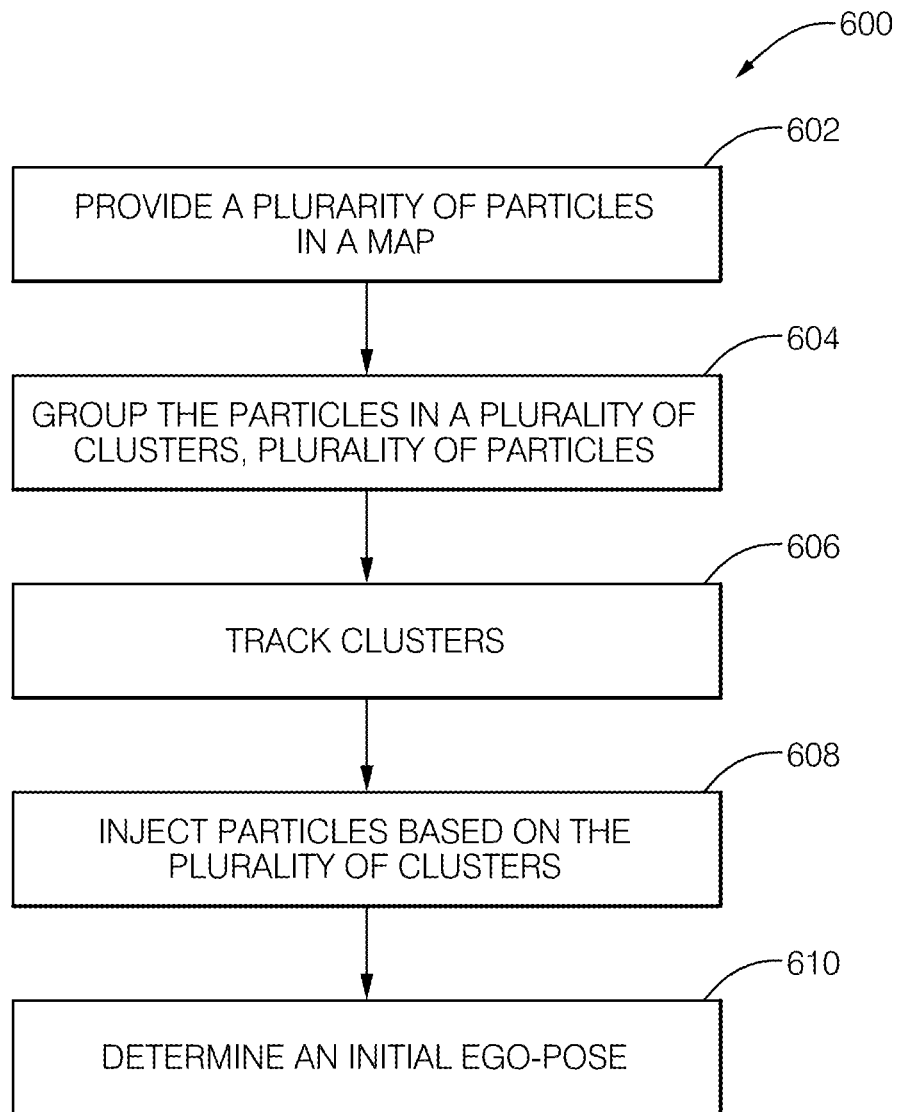 600
602
PROVIDE A PLURARITY OF PARTICLES
IN A MAP
604
GROUP THE PARTICLES IN A PLURALITY OF
CLUSTERS, PLURALITY OF PARTICLES
606
TRACK CLUSTERS
608
INJECT PARTICLES BASED ON THE
PLURALITY OF CLUSTERS
610
DETERMINE AN INITIAL EGO-POSE